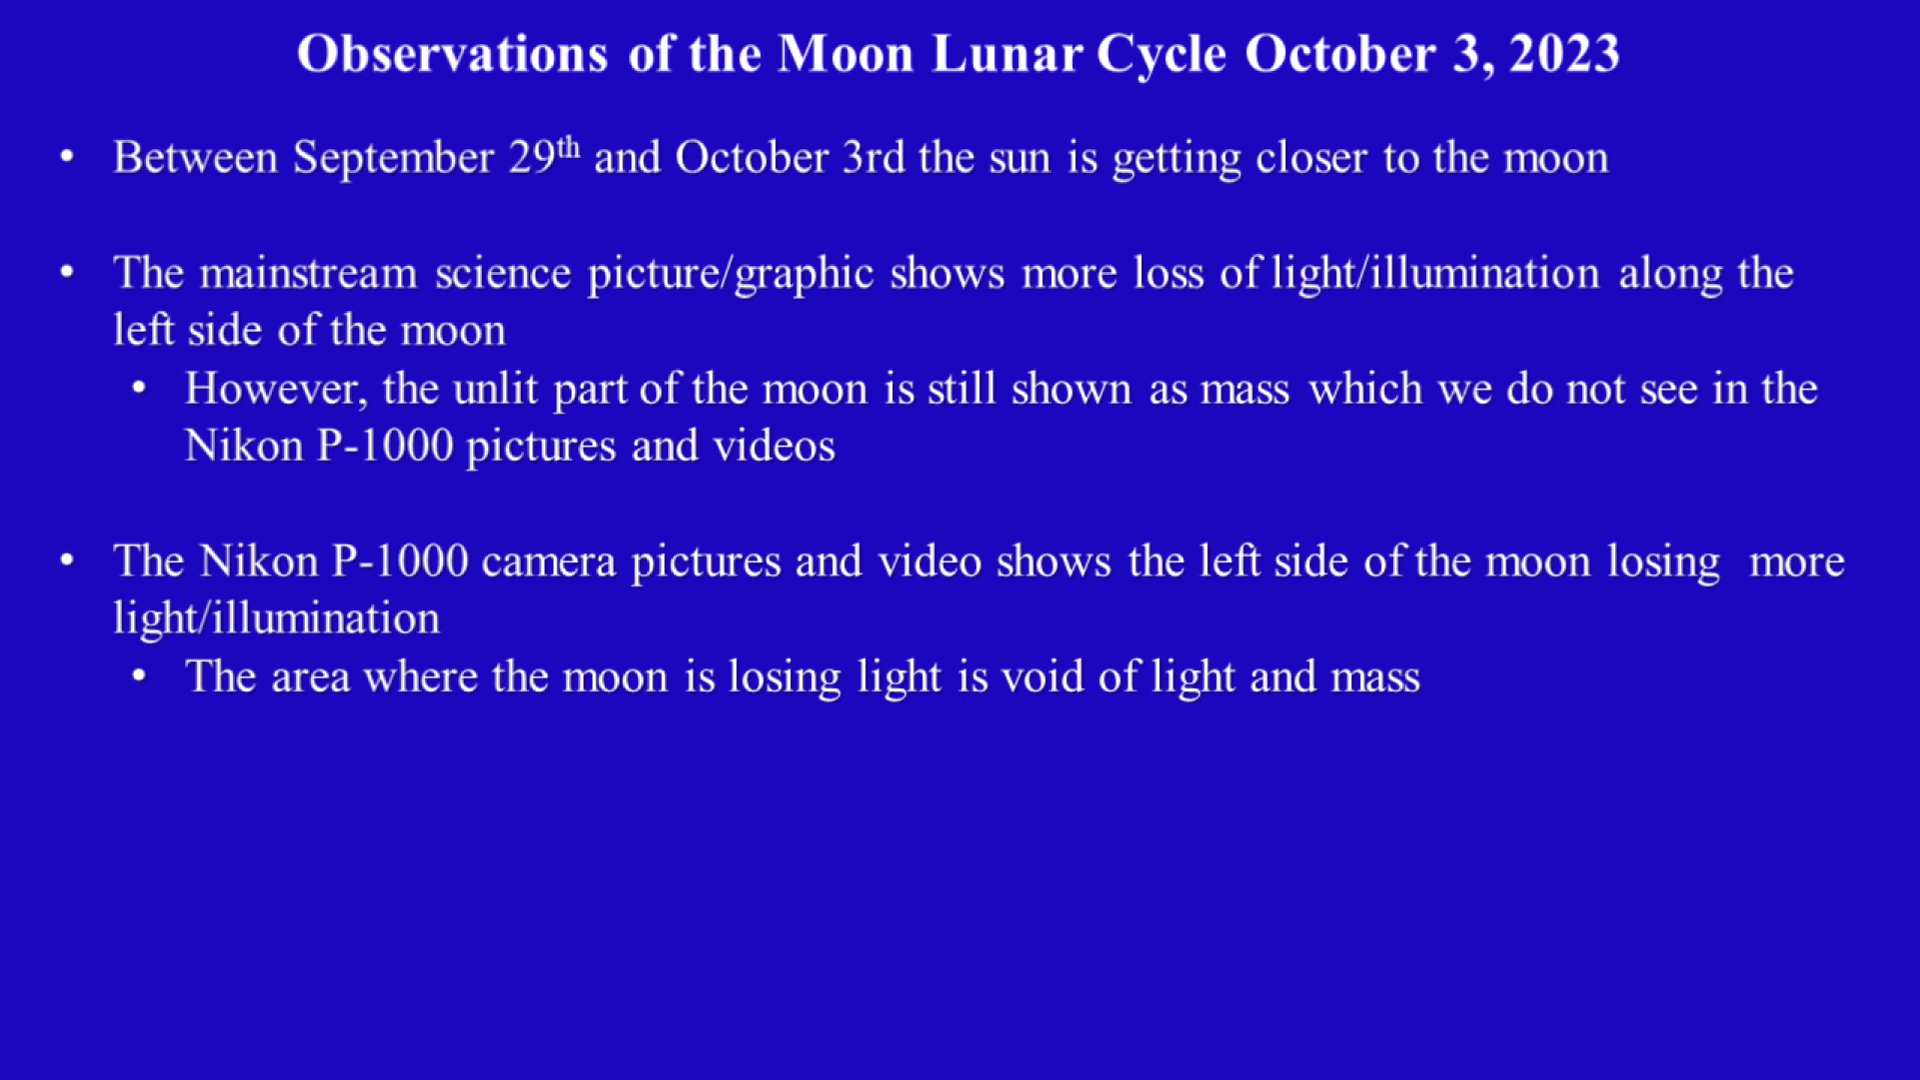 Observations of the Moon Lunar Cycle October 3, 2023
• Between September 29th and October 3rd the sun is getting closer to the moon
• The mainstream science picture/graphic shows more loss of light/illumination along the
left side of the moon
• However, the unlit part of the moon is still shown as mass which we do not see in the
Nikon P-1000 pictures and videos
• The Nikon P-1000 camera pictures and video shows the left side of the moon losing more
light/illumination
• The area where the moon is losing light is void of light and mass